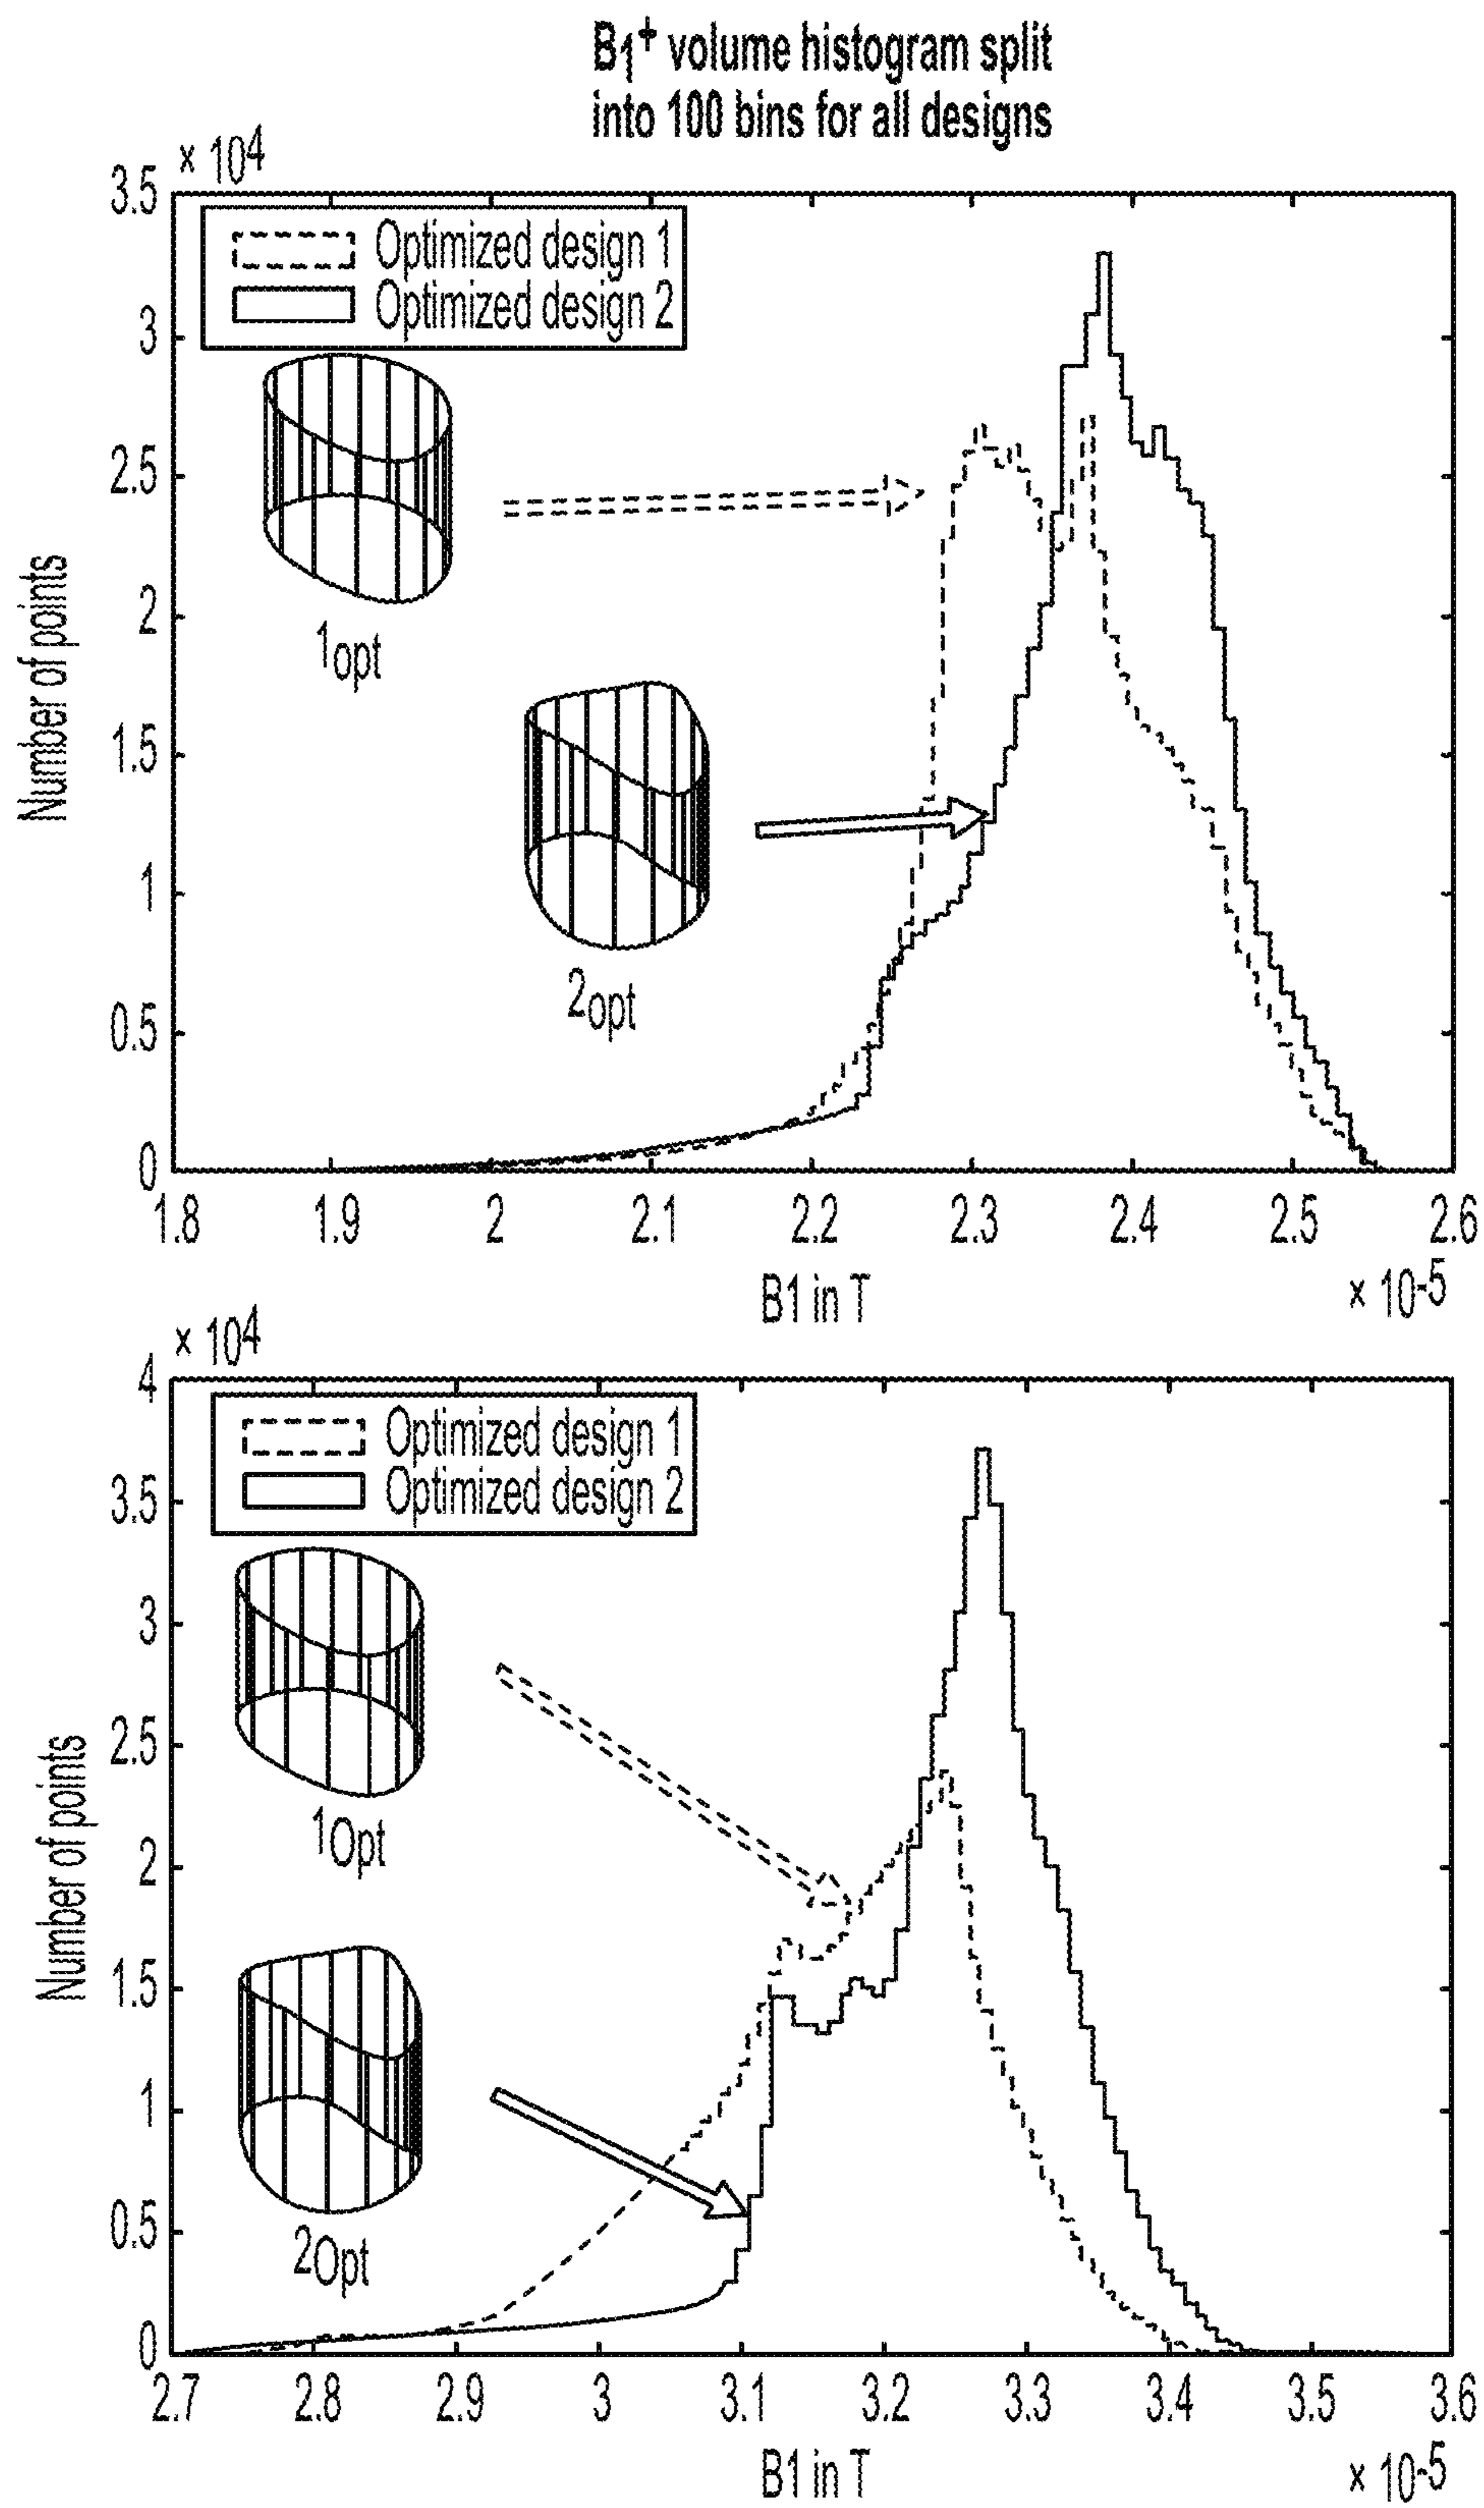 B1+ volume histogram split
into 100 bins for all designs
× 10^4
3.5
3
2.5
2
1.5
1
0.5
0
Number of points
Optimized design 1
Optimized design 2
1opt
2opt
1.8 1.9 2 2.1 2.2 2.3 2.4 2.5 2.6
B1 in T
× 10^-5
× 10^4
4
3.5
3
2.5
2
1.5
1
0.5
0
Number of points
Optimized design 1
Optimized design 2
1Opt
2Opt
2.7 2.8 2.9 3 3.1 3.2 3.3 3.4 3.5 3.6
B1 in T
× 10^-5